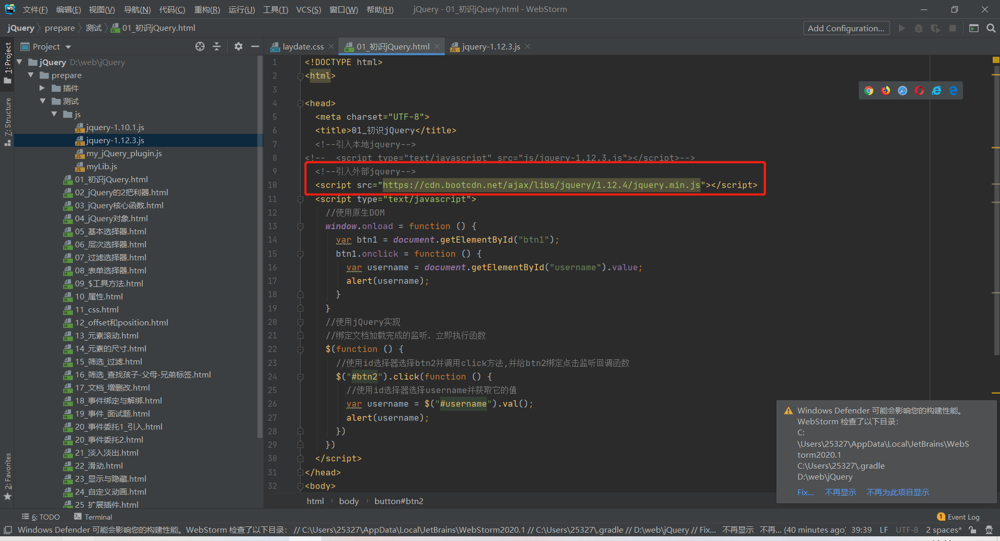 文件(F) 编辑(E) 视图(V) 导航(N) 代码(C) 重构(R) 运行(U) 工具(T) VCS(S) 窗口(W) 帮助(H) jQuery - 01_初识jQuery.html - WebStorm
jQuery prepare 测试 01_初识jQuery.html Add Configuration...
Project
laydate.css 01_初识jQuery.html jquery-1.12.3.js
1: Project
7: Structure
2: Favorites
jQuery D:\web\jQuery
prepare
插件
测试
js
jquery-1.10.1.js
jquery-1.12.3.js
my_jQuery_plugin.js
myLib.js
01_初识jQuery.html
02_jQuery的2把利器.html
03_jQuery核心函数.html
04_jQuery对象.html
05_基本选择器.html
06_层次选择器.html
07_过滤选择器.html
08_表单选择器.html
09_$工具方法.html
10_属性.html
11_css.html
12_offset和position.html
13_元素滚动.html
14_元素的尺寸.html
15_筛选_过滤.html
16_筛选_查找孩子-父母-兄弟标签.html
17_文档_增删改.html
18_事件绑定与解绑.html
19_事件_面试题.html
20_事件委托1_引入.html
20_事件委托2.html
21_淡入淡出.html
22_滑动.html
23_显示与隐藏.html
24_自定义动画.html
25_扩展插件.html
1 <!DOCTYPE html>
2 <html>
3
4 <head>
5 <meta charset="UTF-8">
6 <title>01_初识jQuery</title>
7 <!--引入本地jquery-->
8 <!-- <script type="text/javascript" src="js/jquery-1.12.3.js"></script>-->
9 <!--引入外部jquery-->
10 <script src="https://cdn.bootcdn.net/ajax/libs/jquery/1.12.4/jquery.min.js"></script>
11 <script type="text/javascript">
12 //使用原生DOM
13 window.onload = function () {
14 var btn1 = document.getElementById("btn1");
15 btn1.onclick = function () {
16 var username = document.getElementById("username").value;
17 alert(username);
18 }
19 }
20 //使用jQuery实现
21 //绑定文档加载完成的监听，立即执行函数
22 $(function () {
23 //使用id选择器选择btn2并调用click方法,并给btn2绑定点击监听回调函数
24 $("#btn2").click(function () {
25 //使用id选择器选择username并获取它的值
26 var username = $("#username").val();
27 alert(username);
28 })
29 })
30 </script>
31 </head>
32 <body>
html body button#btn2
Windows Defender 可能会影响您的构建性能。
WebStorm 检查了以下目录:
C:
\Users\25327\AppData\Local\JetBrains\WebS
torm2020.1
C:\Users\25327\.gradle
D:\web\jQuery
Fix... 不再显示 不再为此项目显示
6: TODO Terminal 1 Event Log
Windows Defender 可能会影响您的构建性能。WebStorm 检查了以下目录: // C:\Users\25327\AppData\Local\JetBrains\WebStorm2020.1 // C:\Users\25327\.gradle // D:\web\jQuery // Fix... 不再显示 不再... (40 minutes ago) 39:39 LF UTF-8 2 spaces*